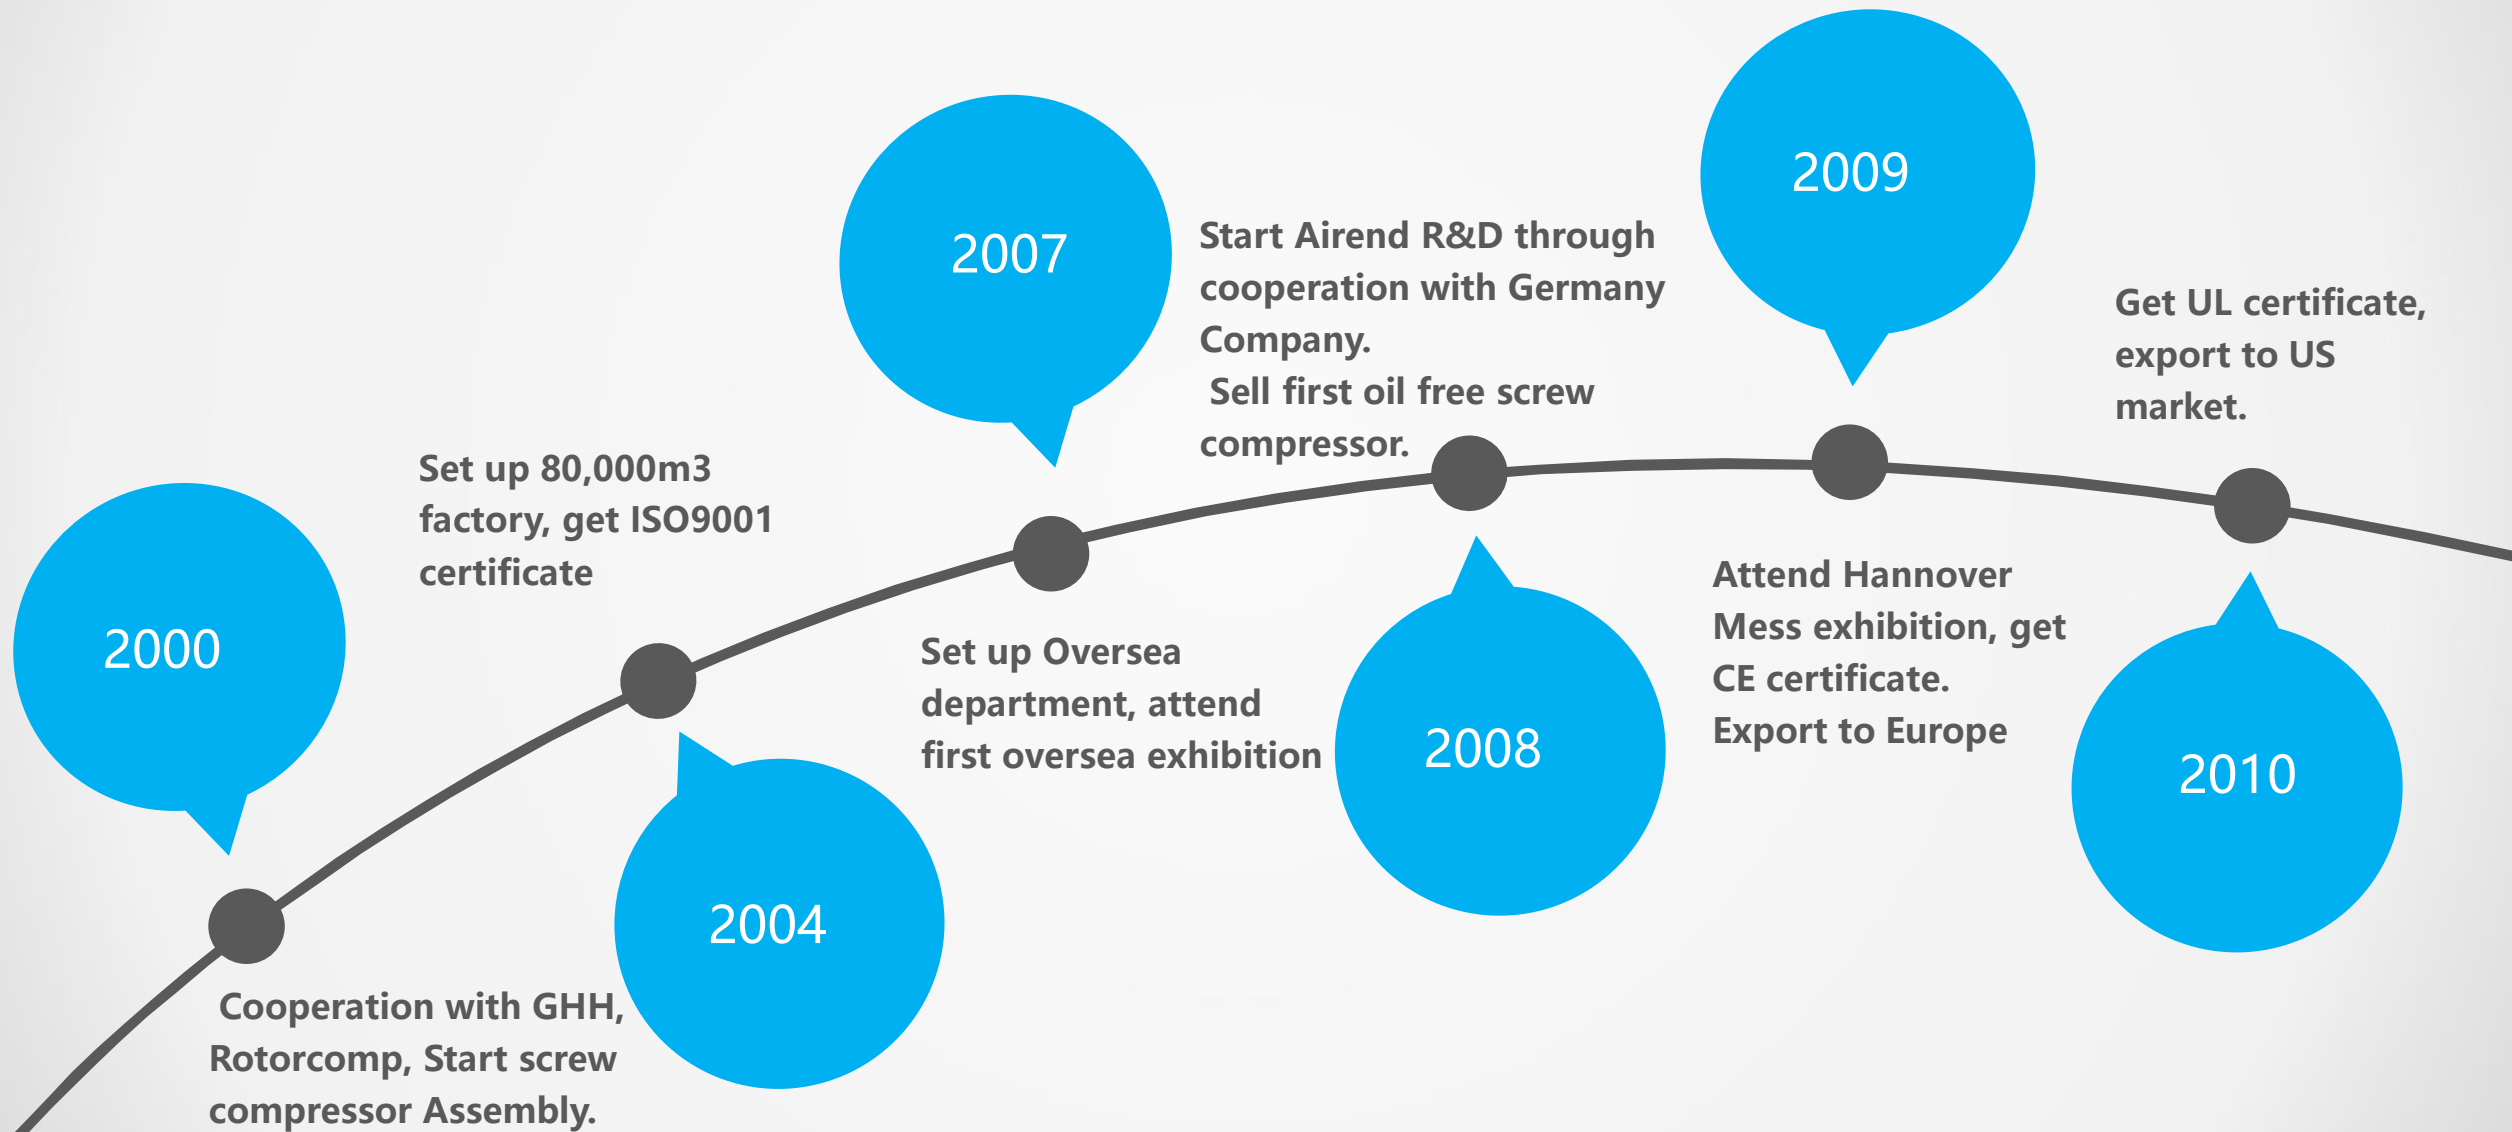 2000
Cooperation with GHH,
Rotorcomp, Start screw
compressor Assembly.
Set up 80,000m3
factory, get ISO9001
certificate
2004
2007
Set up Oversea
department, attend
first oversea exhibition
Start Airend R&D through
cooperation with Germany
Company.
Sell first oil free screw
compressor.
2008
2009
Attend Hannover
Mess exhibition, get
CE certificate.
Export to Europe
Get UL certificate,
export to US
market.
2010